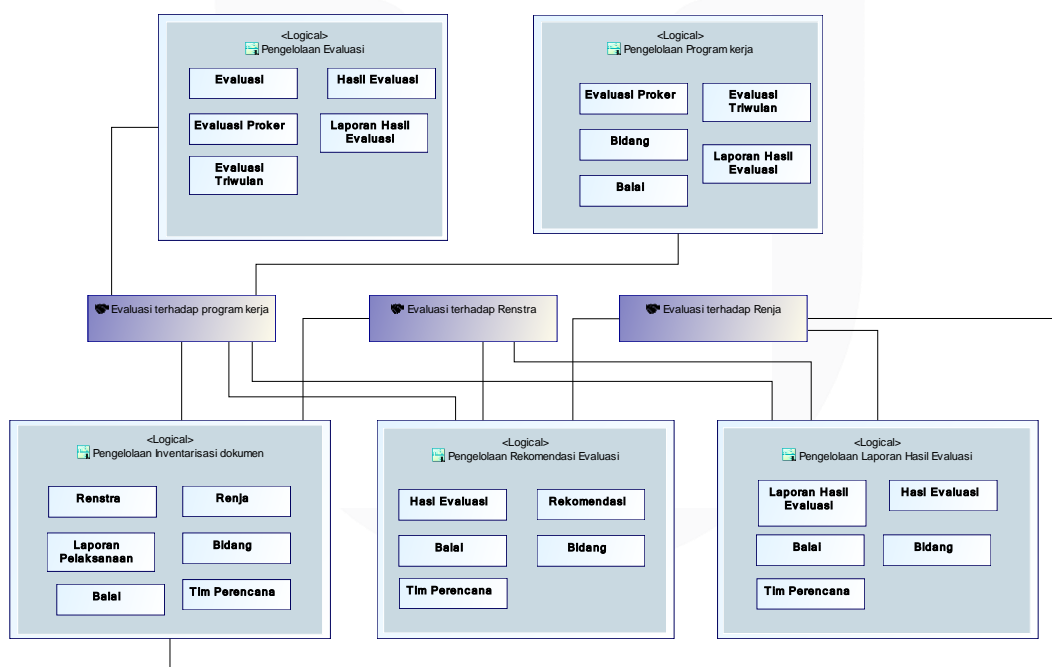 <Logical>
Pengelolaan Evaluasi
Evaluasi
Hasil Evaluasi
Evaluasi Proker
Laporan Hasil
Evaluasi
Evaluasi
Triwulan
<Logical>
Pengelolaan Program kerja
Evaluasi Proker
Evaluasi
Triwulan
Bidang
Laporan Hasil
Evaluasi
Balai
Evaluasi terhadap program kerja
Evaluasi terhadap Renstra
Evaluasi terhadap Renja
<Logical>
Pengelolaan Inventarisasi dokumen
Renstra
Renja
Laporan
Pelaksanaan
Bidang
Balai
Tim Perencana
<Logical>
Pengelolaan Rekomendasi Evaluasi
Hasl Evaluasi
Rekomendasi
Balai
Bidang
Tim Perencana
<Logical>
Pengelolaan Laporan Hasil Evaluasi
Laporan Hasil
Evaluasi
Hasl Evaluasi
Balai
Bidang
Tim Perencana